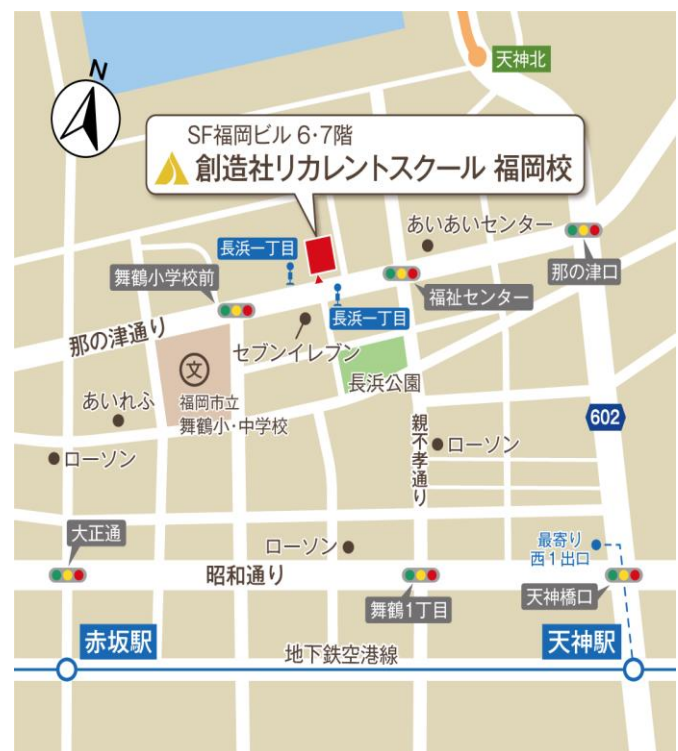 N
天神北
SF福岡ビル 6・7階
創造社リカレントスクール 福岡校
あいあいセンター
長浜一丁目
那の津口
舞鶴小学校前
福祉センター
長浜一丁目
那の津通り
セブンイレブン
文
長浜公園
あいれふ
福岡市立
舞鶴小・中学校
602
親不孝通り
ローソン
ローソン
大正通
ローソン
最寄り
西1出口
昭和通り
舞鶴1丁目
天神橋口
赤坂駅
地下鉄空港線
天神駅